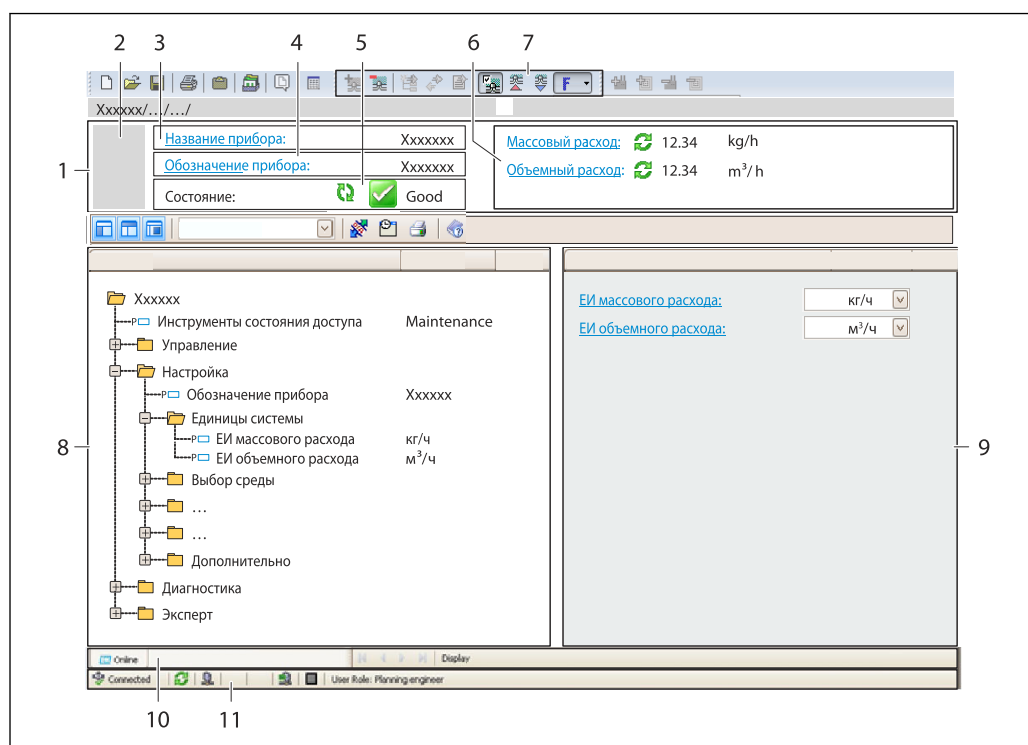 2 3 4 5 6 7
F
Xxxxxx/.../.../
1
Название прибора: Xxxxxxx
Обозначение прибора: Xxxxxxx
Состояние: Good
Массовый расход: 12.34 kg/h
Объемный расход: 12.34 m³/h
Xxxxxx
P Инструменты состояния доступа Maintenance
Управление
Настройка
P Обозначение прибора Xxxxxx
Единицы системы
P ЕИ массового расхода кг/ч
P ЕИ объемного расхода м³/ч
Выбор среды
...
...
Дополнительно
Диагностика
Эксперт
8
ЕИ массового расхода: кг/ч
ЕИ объемного расхода: м³/ч
9
Online Display
Connected User Role: Planning engineer
10 11